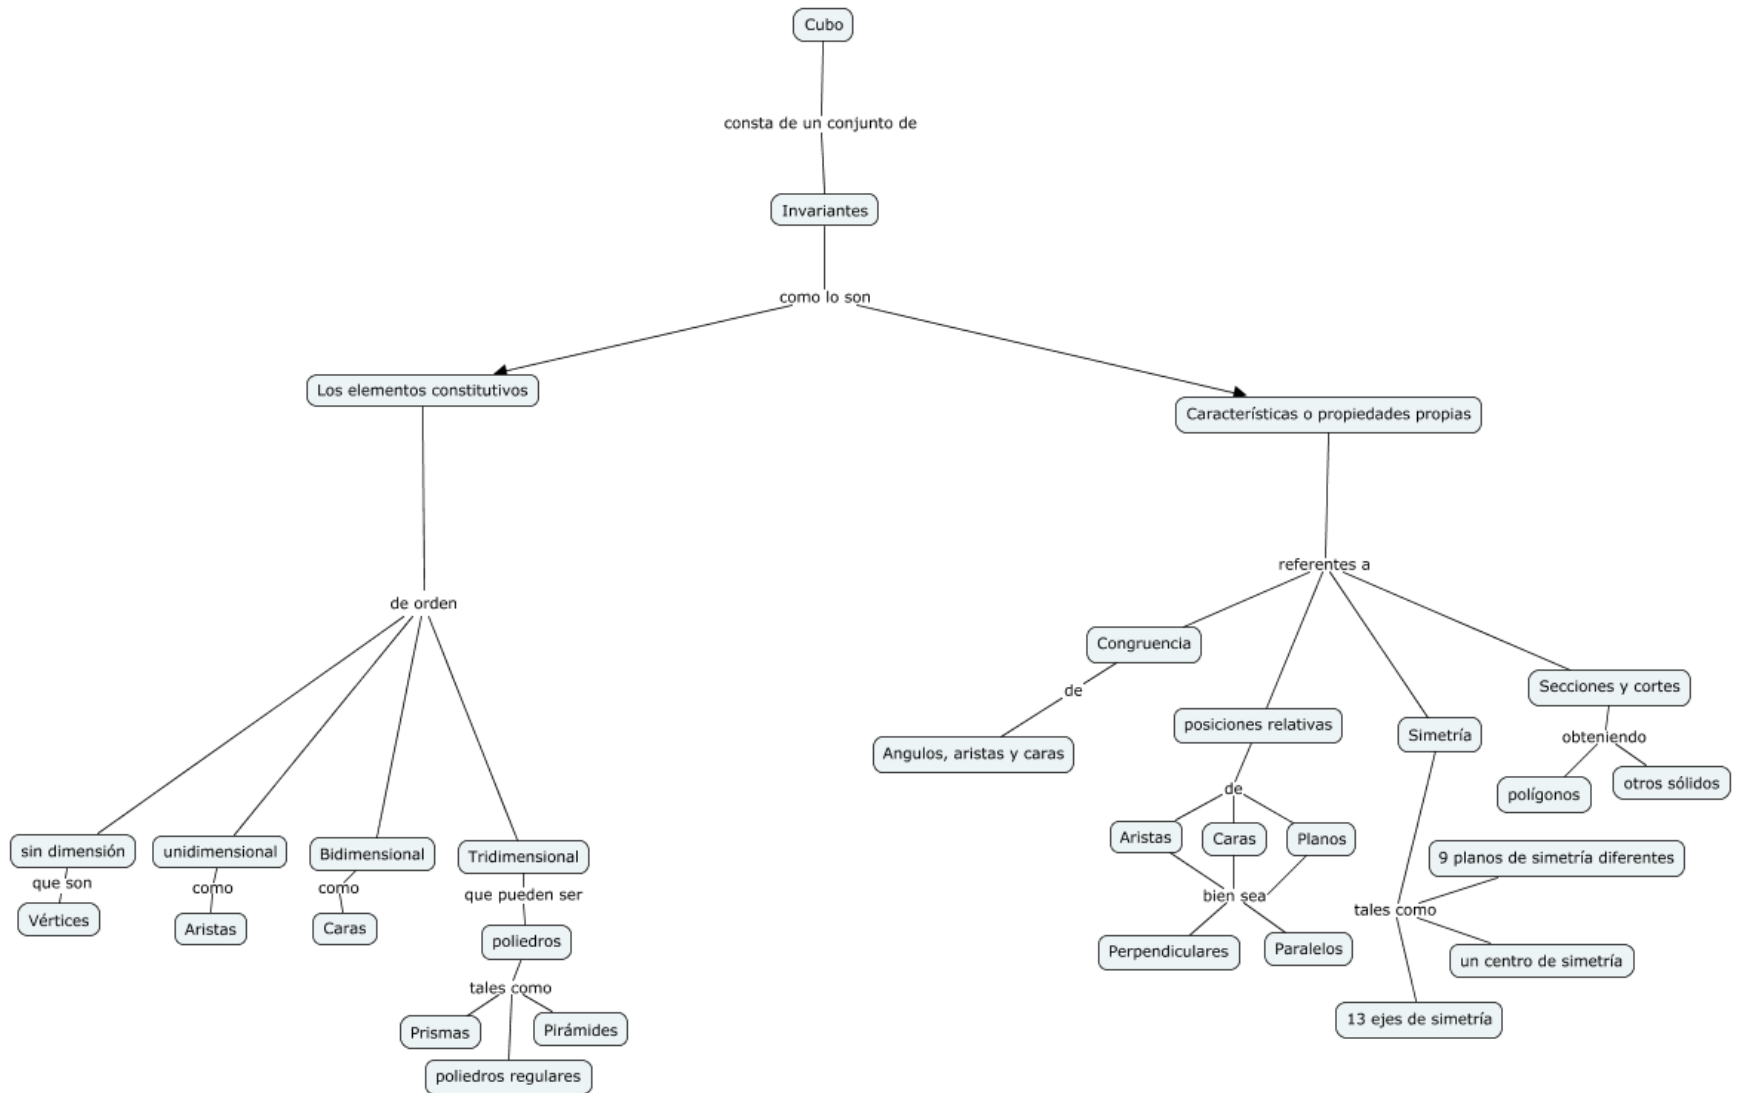 Cubo
consta de un conjunto de
Invariantes
como lo son
Los elementos constitutivos
Características o propiedades propias
de orden
referentes a
Congruencia
de
Angulos, aristas y caras
posiciones relativas
de
Aristas
Caras
Planos
bien sea
Perpendiculares
Paralelos
Simetría
tales como
9 planos de simetría diferentes
un centro de simetría
13 ejes de simetría
Secciones y cortes
obteniendo
polígonos
otros sólidos
sin dimensión
que son
Vértices
unidimensional
como
Aristas
Bidimensional
como
Caras
Tridimensional
que pueden ser
poliedros
tales como
Prismas
Pirámides
poliedros regulares